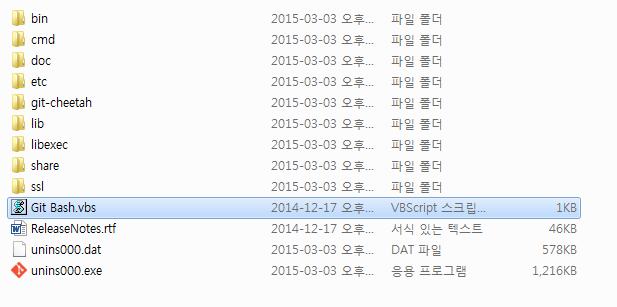 bin 2015-03-03 오후... 파일 폴더
cmd 2015-03-03 오후... 파일 폴더
doc 2015-03-03 오후... 파일 폴더
etc 2015-03-03 오후... 파일 폴더
git-cheetah 2015-03-03 오후... 파일 폴더
lib 2015-03-03 오후... 파일 폴더
libexec 2015-03-03 오후... 파일 폴더
share 2015-03-03 오후... 파일 폴더
ssl 2015-03-03 오후... 파일 폴더
Git Bash.vbs 2014-12-17 오후... VBScript 스크립... 1KB
ReleaseNotes.rtf 2014-12-17 오후... 서식 있는 텍스트 46KB
unins000.dat 2015-03-03 오후... DAT 파일 578KB
unins000.exe 2015-03-03 오후... 응용 프로그램 1,216KB